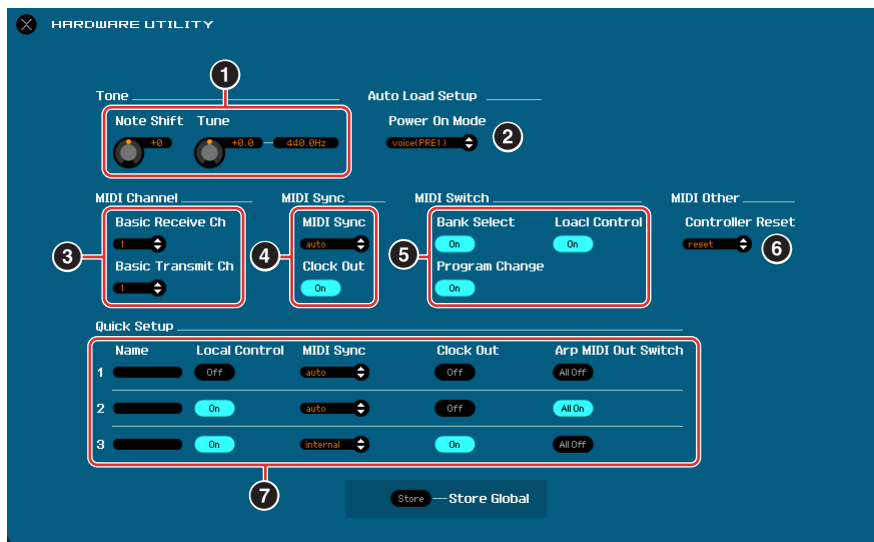 HARDWARE UTILITY
1
Tone
Auto Load Setup
Note Shift Tune
Power On Mode
+0 +0.0 440.0Hz
voice(PRE1)
2
MIDI Channel
MIDI Sync
MIDI Switch
MIDI Other
Basic Receive Ch
MIDI Sync
Bank Select
Loacl Control
Controller Reset
1
auto
On
On
reset
3
4
5
6
Basic Transmit Ch
Clock Out
Program Change
1
On
On
Quick Setup
Name Local Control MIDI Sync Clock Out Arp MIDI Out Switch
1 Off auto Off All Off
2 On auto Off All On
3 On internal On All Off
7
Store Store Global